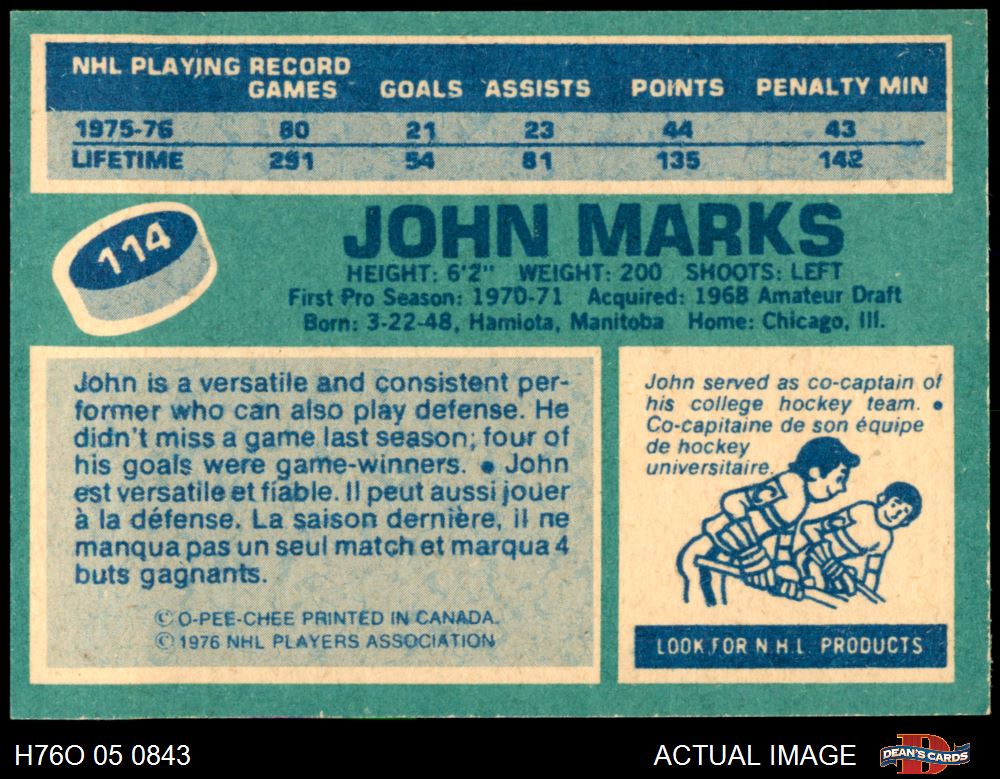 NHL PLAYING RECORD
GAMES GOALS ASSISTS POINTS PENALTY MIN
1975-76 80 21 23 44 43
LIFETIME 291 54 81 135 142
114
JOHN MARKS
HEIGHT: 6'2" WEIGHT: 200 SHOOTS: LEFT
First Pro Season: 1970-71 Acquired: 1968 Amateur Draft
Born: 3-22-48, Hamiota, Manitoba Home: Chicago, Ill.
John is a versatile and consistent per-
former who can also play defense. He
didn't miss a game last season; four of
his goals were game-winners. • John
est versatile et fiable. Il peut aussi jouer
à la défense. La saison dernière, il ne
manqua pas un seul match et marqua 4
buts gagnants.
© O-PEE-CHEE PRINTED IN CANADA.
© 1976 NHL PLAYERS ASSOCIATION
John served as co-captain of
his college hockey team. •
Co-capitaine de son équipe
de hockey
universitaire.
C
LOOK FOR N.H.L. PRODUCTS
H76O 05 0843
ACTUAL IMAGE
D
DEAN'S CARDS